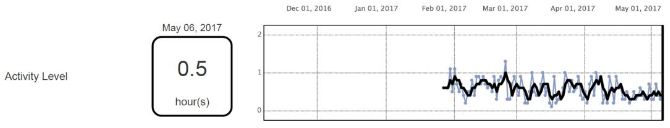 Dec 01, 2016 Jan 01, 2017 Feb 01, 2017 Mar 01, 2017 Apr 01, 2017 May 01, 2017
May 06, 2017
2
Activity Level
0.5
1
hour(s)
0